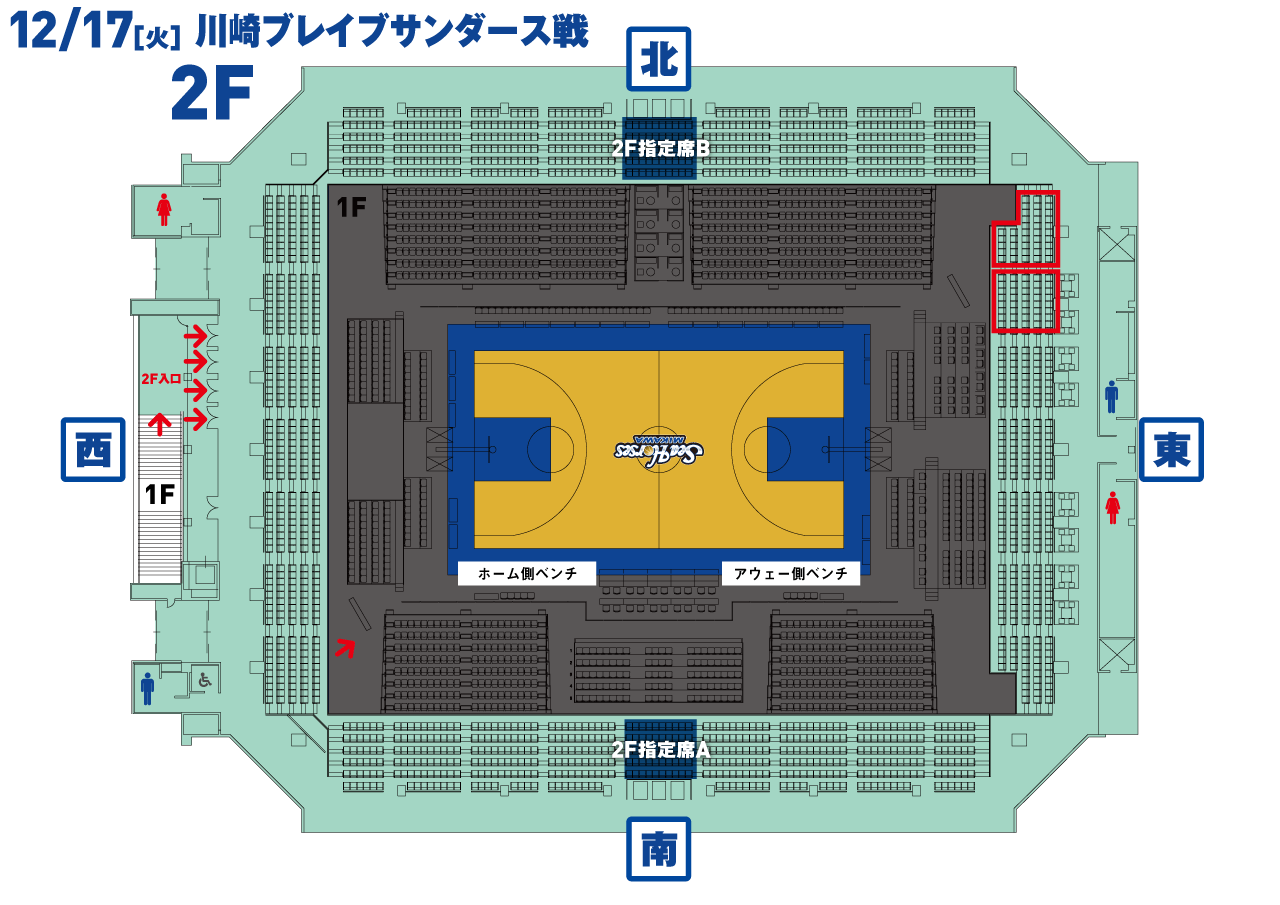 12/17[火] 川崎ブレイブサンダース戦
2F
北
2F指定席B
1F
2F入口
西
1F
東
SeaHorses
MIKAWA
ホーム側ベンチ
アウェー側ベンチ
2F指定席A
南